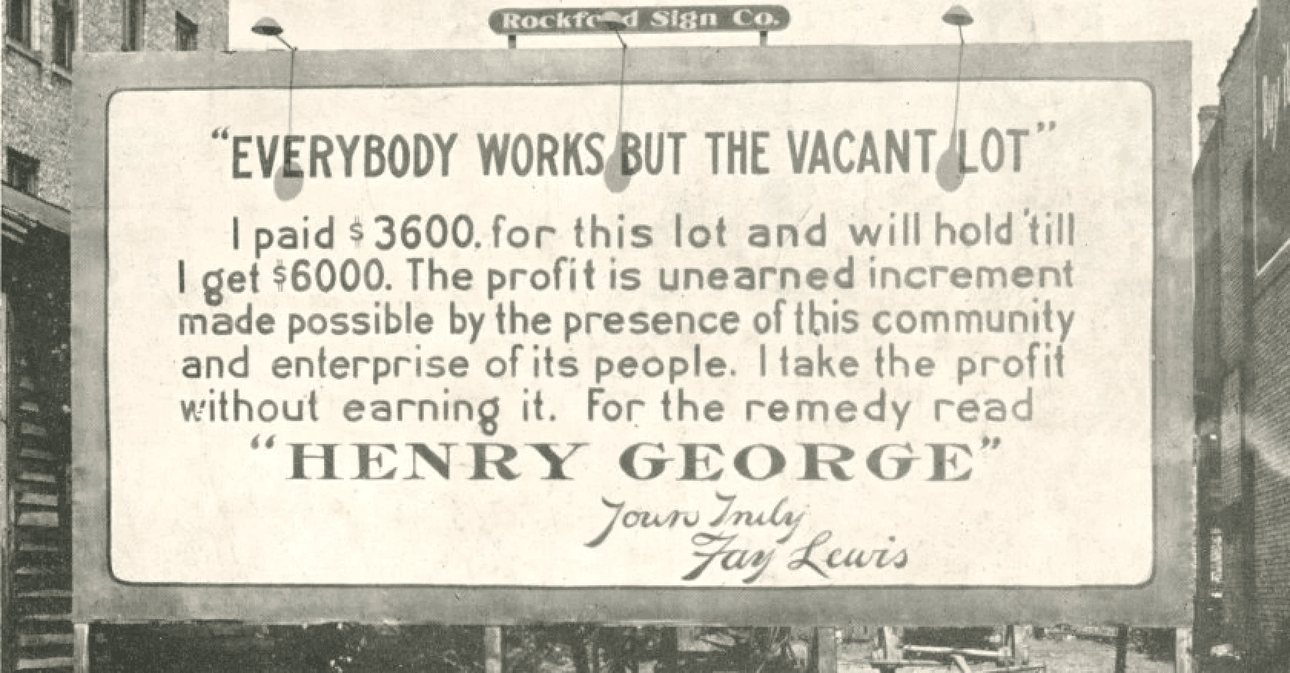 Rockford Sign Co.
"EVERYBODY WORKS BUT THE VACANT LOT"
I paid $3600. for this lot and will hold 'till
I get $6000. The profit is unearned increment
made possible by the presence of this community
and enterprise of its people. I take the profit
without earning it. For the remedy read
"HENRY GEORGE"
Yours Truly
Fay Lewis